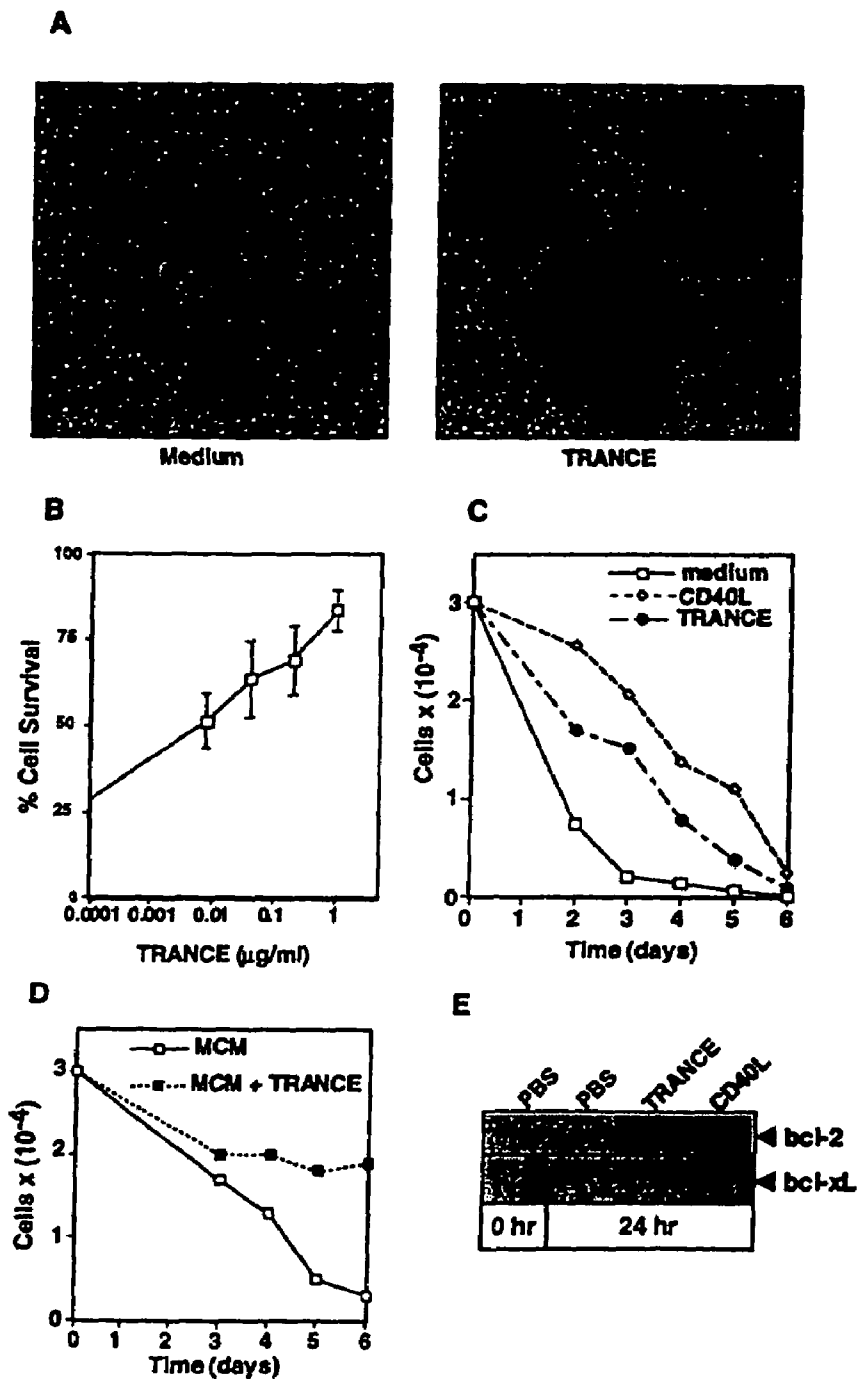 A
Medium
TRANCE
B
100
75
50
25
0
% Cell Survival
0.0001 0.001 0.01 0.1 1
TRANCE (µg/ml)
C
medium
CD40L
TRANCE
3
2
1
0
Cells x (10⁻⁴)
0 1 2 3 4 5 6
Time (days)
D
MCM
MCM + TRANCE
3
2
1
0
Cells x (10⁻⁴)
0 1 2 3 4 5 6
Time (days)
E
PBS PBS TRANCE CD40L
bcl-2
bcl-xL
0 hr 24 hr